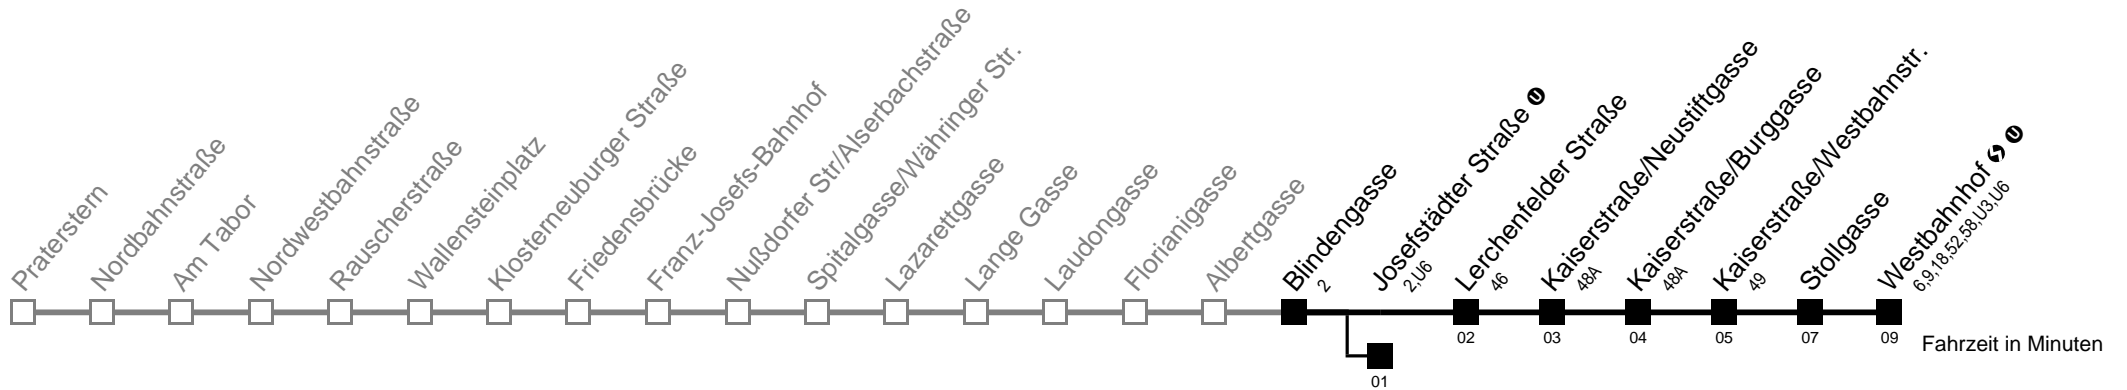 Praterstern
Nordbahnstraße
Am Tabor
Nordwestbahnstraße
Rauscherstraße
Wallensteinplatz
Klosterneuburger Straße
Friedensbrücke
Franz-Josefs-Bahnhof
Nußdorfer Str/Alserbachstraße
Spitalgasse/Währinger Str.
Lazarettgasse
Lange Gasse
Laudongasse
Florianigasse
Albertgasse
Blindengasse
2
Josefstädter Straße U
2,U6
Lerchenfelder Straße
46
Kaiserstraße/Neustiftgasse
48A
Kaiserstraße/Burggasse
48A
Kaiserstraße/Westbahnstr.
49
Stollgasse
Westbahnhof S U
6,9,18,52,58,U3,U6
02
03
04
05
07
09
Fahrzeit in Minuten
01